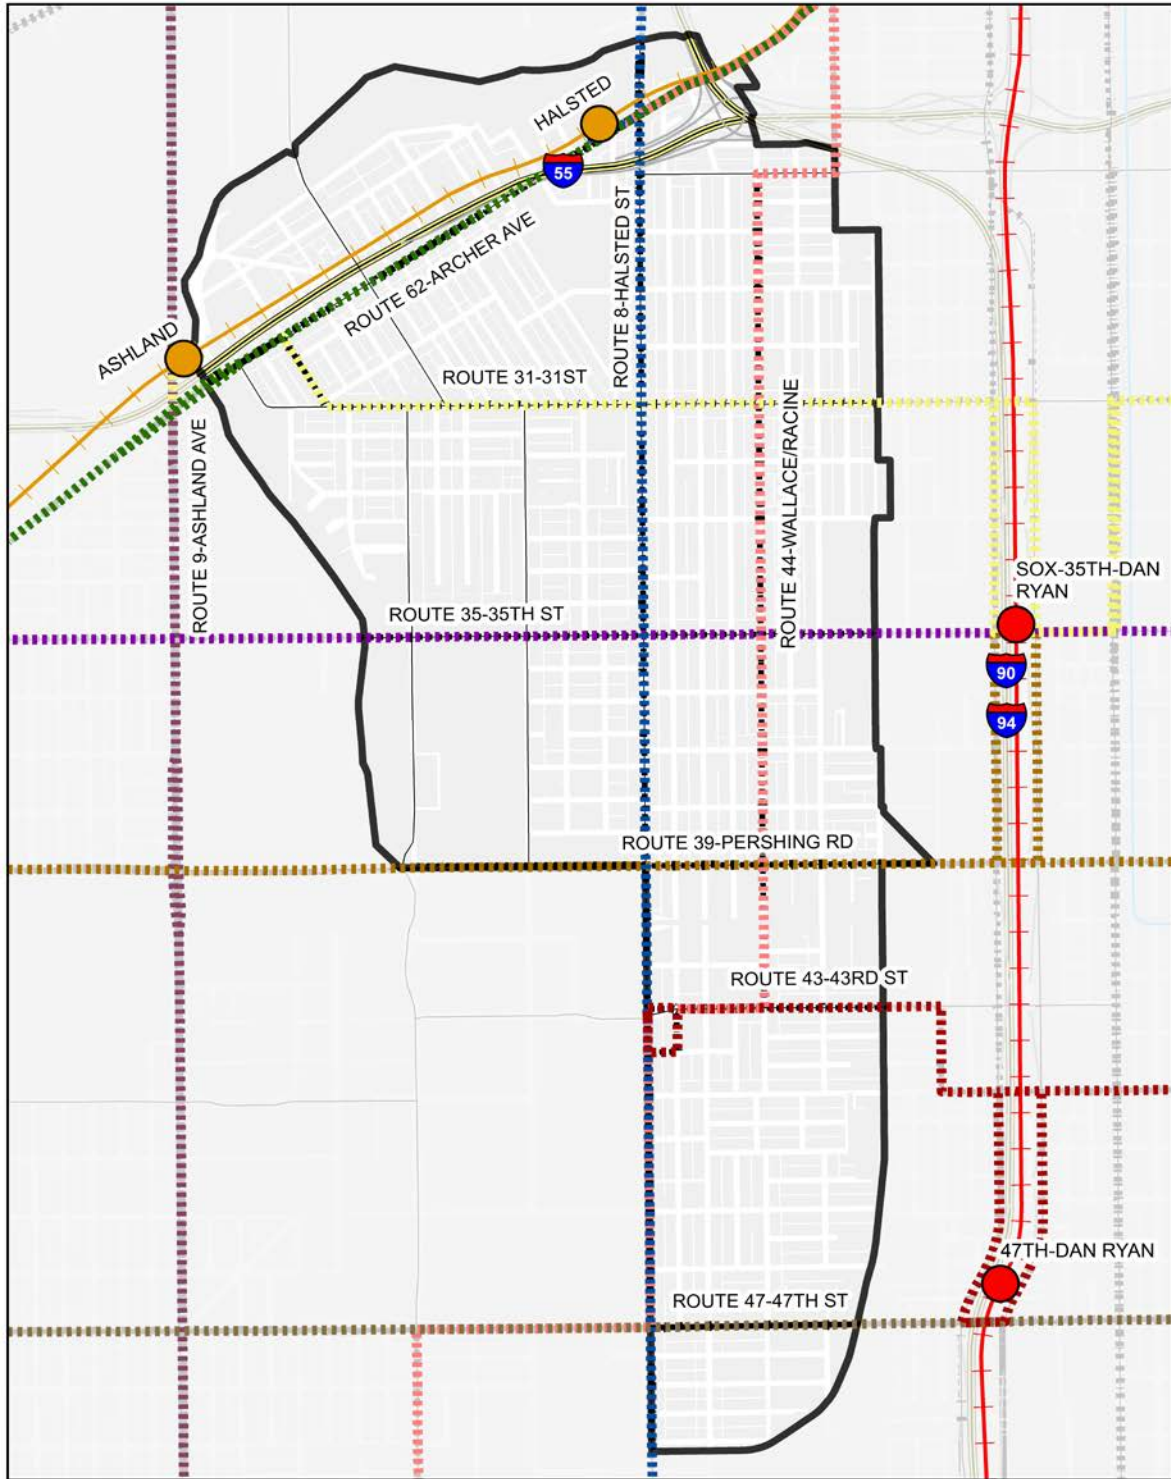 HALSTED
55
ROUTE 62-ARCHER AVE
ROUTE 8-HALSTED ST
ASHLAND
ROUTE 31-31ST
ROUTE 9-ASHLAND AVE
ROUTE 44-WALLACE/RACINE
SOX-35TH-DAN
RYAN
ROUTE 35-35TH ST
90
94
ROUTE 39-PERSHING RD
ROUTE 43-43RD ST
47TH-DAN RYAN
ROUTE 47-47TH ST